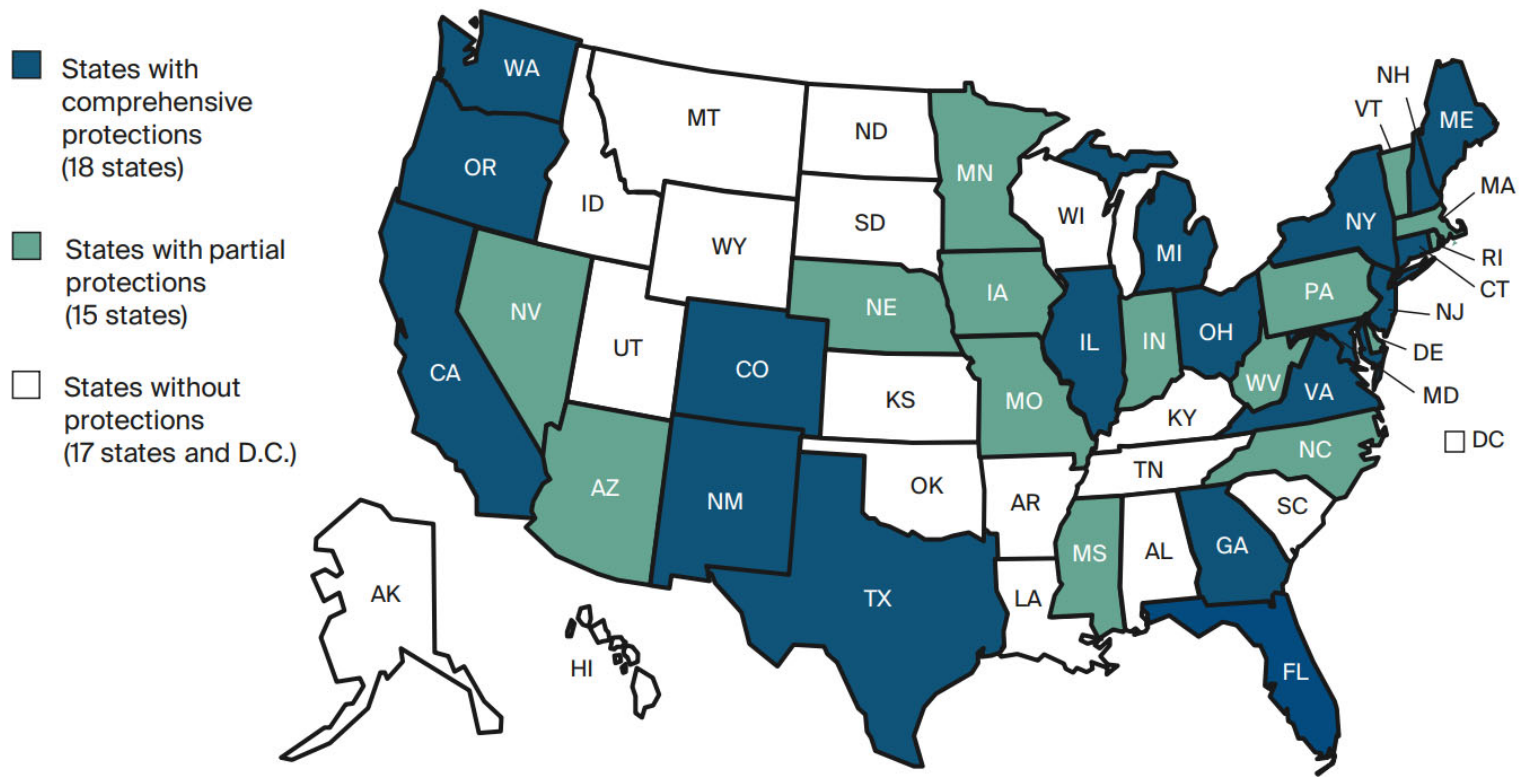 States with
comprehensive
protections
(18 states)
States with partial
protections
(15 states)
States without
protections
(17 states and D.C.)
WA
OR
CA
NV
ID
MT
WY
UT
CO
AZ
NM
ND
SD
NE
KS
OK
TX
MN
IA
MO
AR
LA
WI
IL
MI
IN
OH
KY
TN
MS
AL
GA
FL
SC
NC
VA
WV
PA
NY
VT
NH
ME
MA
RI
CT
NJ
DE
MD
DC
AK
HI